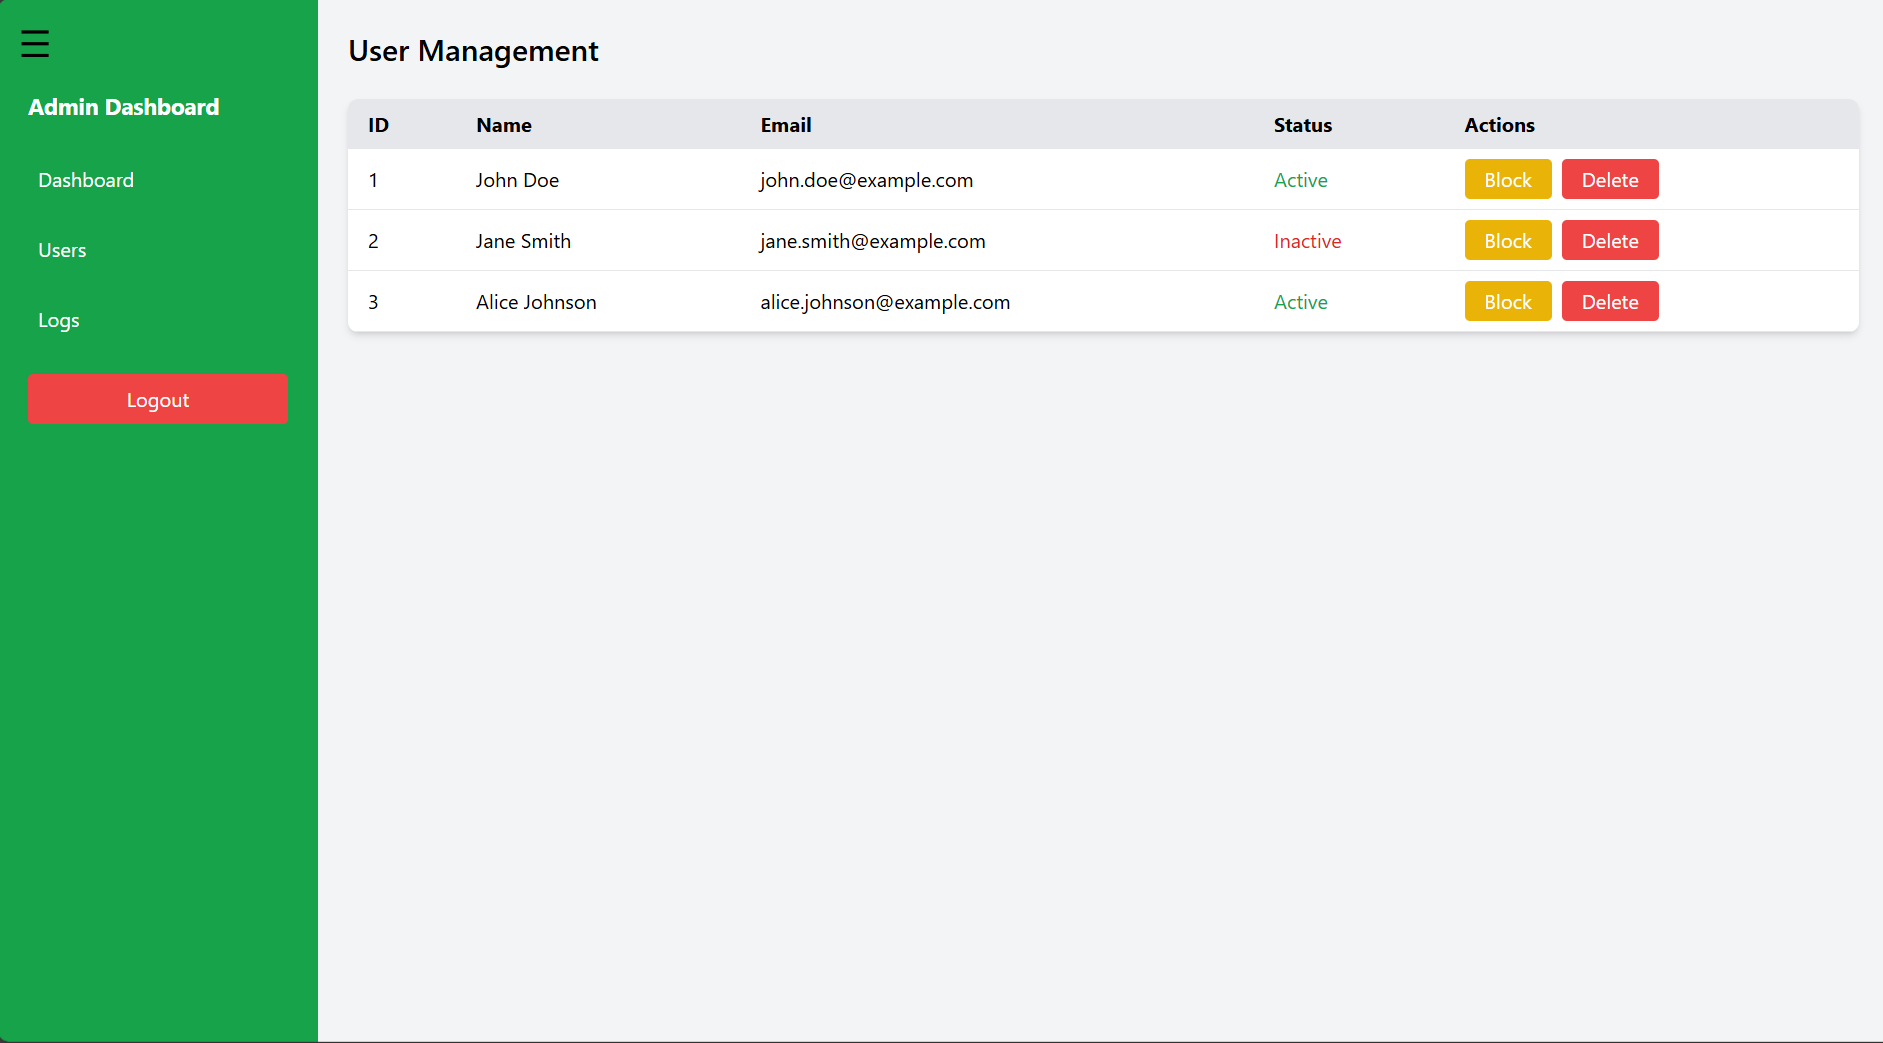 Admin Dashboard
Dashboard
Users
Logs
Logout
User Management
ID Name Email Status Actions
1 John Doe john.doe@example.com Active Block Delete
2 Jane Smith jane.smith@example.com Inactive Block Delete
3 Alice Johnson alice.johnson@example.com Active Block Delete